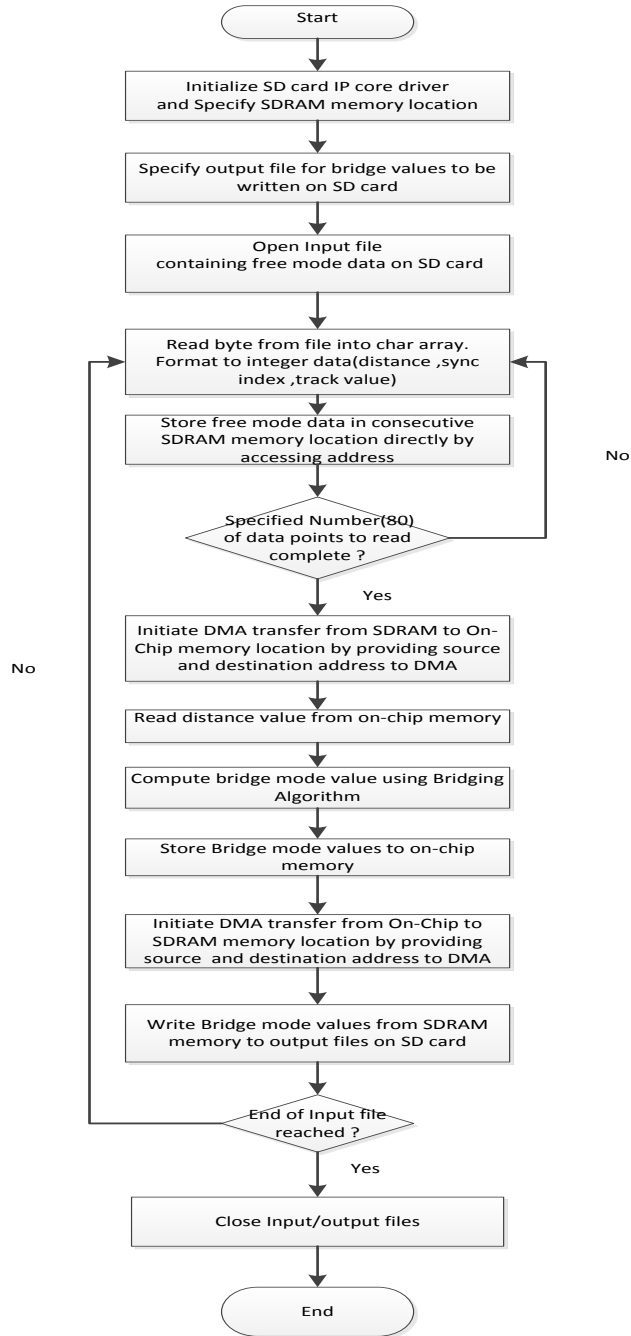 Start
Initialize SD card IP core driver
and Specify SDRAM memory location
Specify output file for bridge values to be
written on SD card
Open Input file
containing free mode data on SD card
Read byte from file into char array.
Format to integer data(distance ,sync
index ,track value)
Store free mode data in consecutive
SDRAM memory location directly by
accessing address
No
Specified Number(80)
of data points to read
complete ?
Yes
Initiate DMA transfer from SDRAM to On-
Chip memory location by providing source
and destination address to DMA
No
Read distance value from on-chip memory
Compute bridge mode value using Bridging
Algorithm
Store Bridge mode values to on-chip
memory
Initiate DMA transfer from On-Chip to
SDRAM memory location by providing
source and destination address to DMA
Write Bridge mode values from SDRAM
memory to output files on SD card
End of Input file
reached ?
Yes
Close Input/output files
End